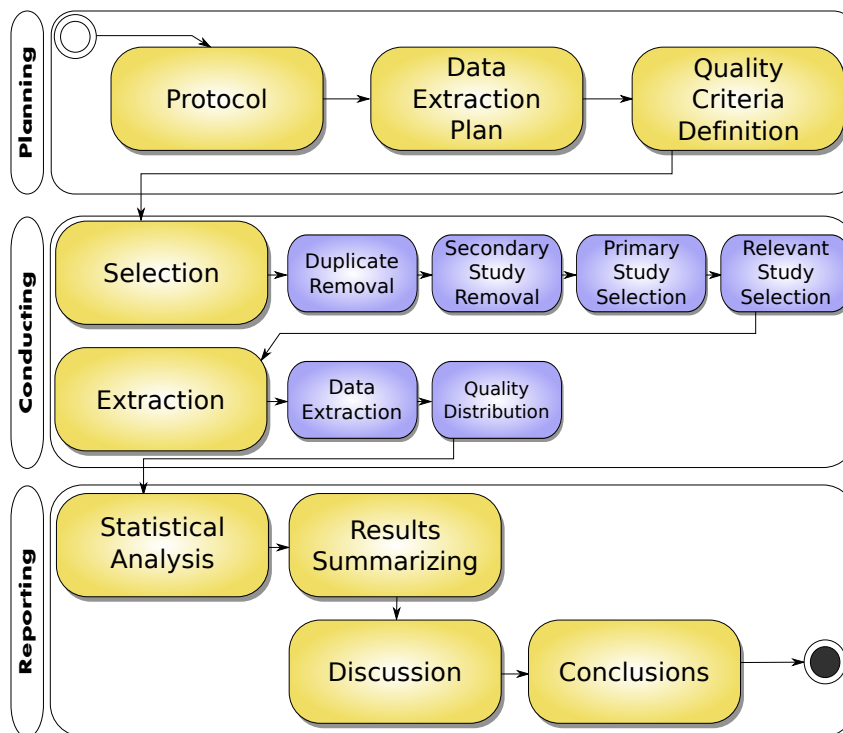 Planning
Protocol
Data
Extraction
Plan
Quality
Criteria
Definition
Conducting
Selection
Duplicate
Removal
Secondary
Study
Removal
Primary
Study
Selection
Relevant
Study
Selection
Extraction
Data
Extraction
Quality
Distribution
Reporting
Statistical
Analysis
Results
Summarizing
Discussion
Conclusions